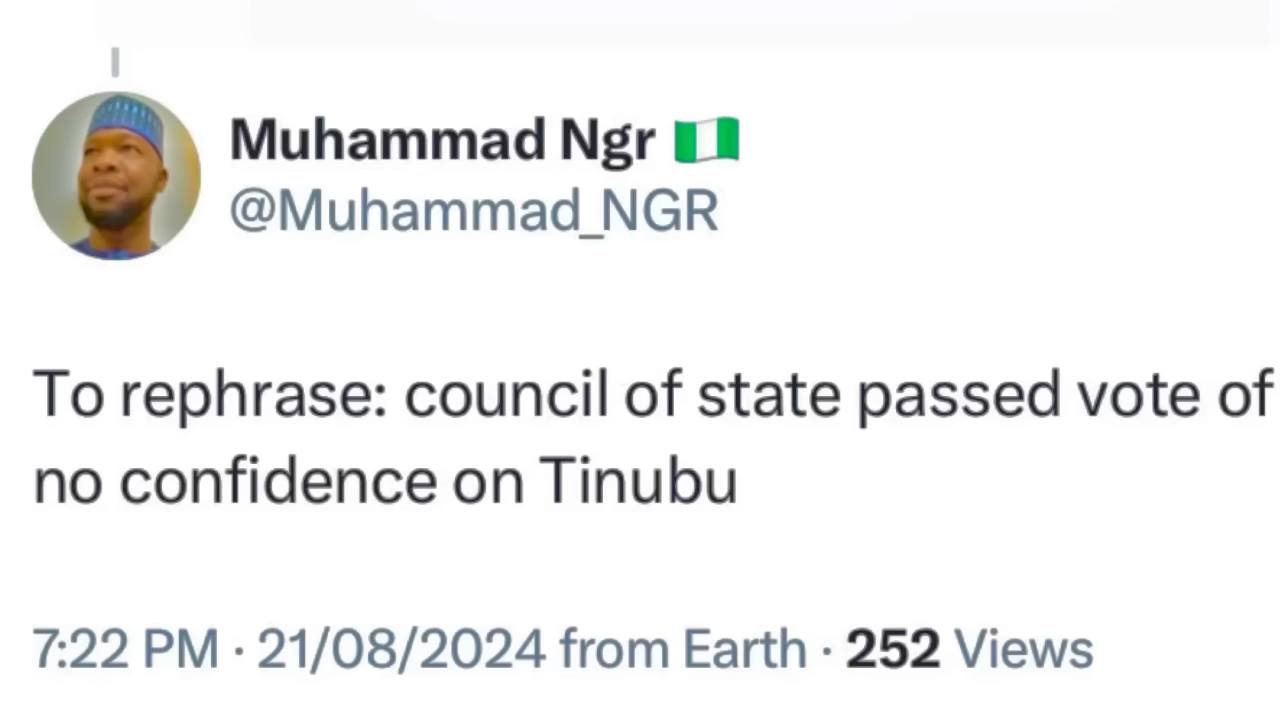 Muhammad Ngr 🇳🇬
@Muhammad_NGR
To rephrase: council of state passed vote of
no confidence on Tinubu
7:22 PM · 21/08/2024 from Earth · 252 Views